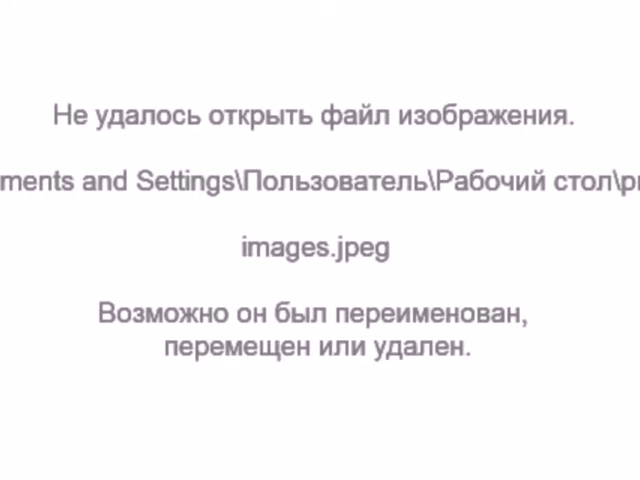 Не удалось открыть файл изображения.
ments and Settings\Пользователь\Рабочий стол\
images.jpeg
Возможно он был переименован,
перемещен или удален.